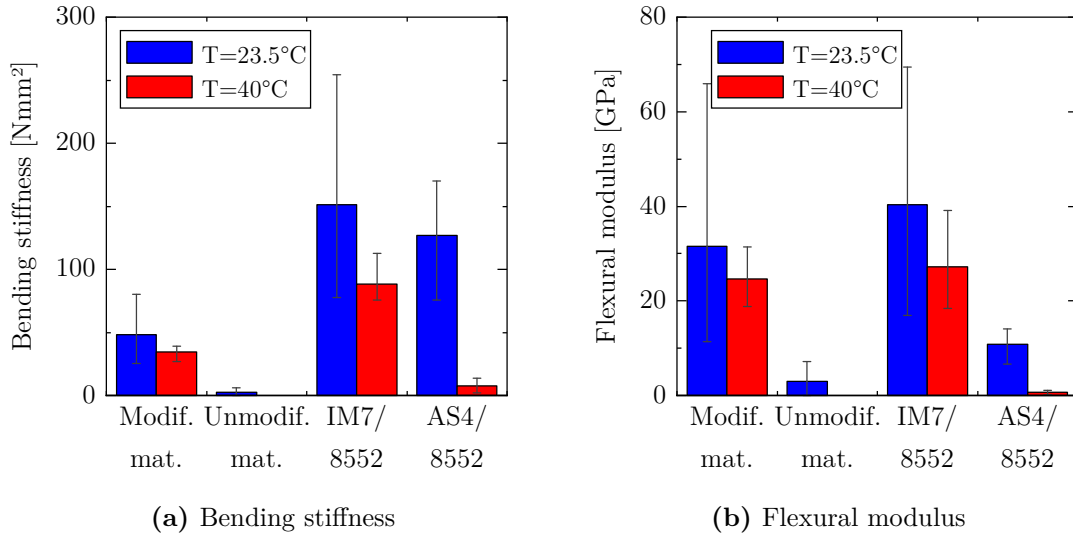 300
200
100
0
Bending stiffness [Nmm²]
T=23.5°C
T=40°C
Modif. Unmodif. IM7/ AS4/
mat. mat. 8552 8552
(a) Bending stiffness
80
60
40
20
0
Flexural modulus [GPa]
T=23.5°C
T=40°C
Modif. Unmodif. IM7/ AS4/
mat. mat. 8552 8552
(b) Flexural modulus